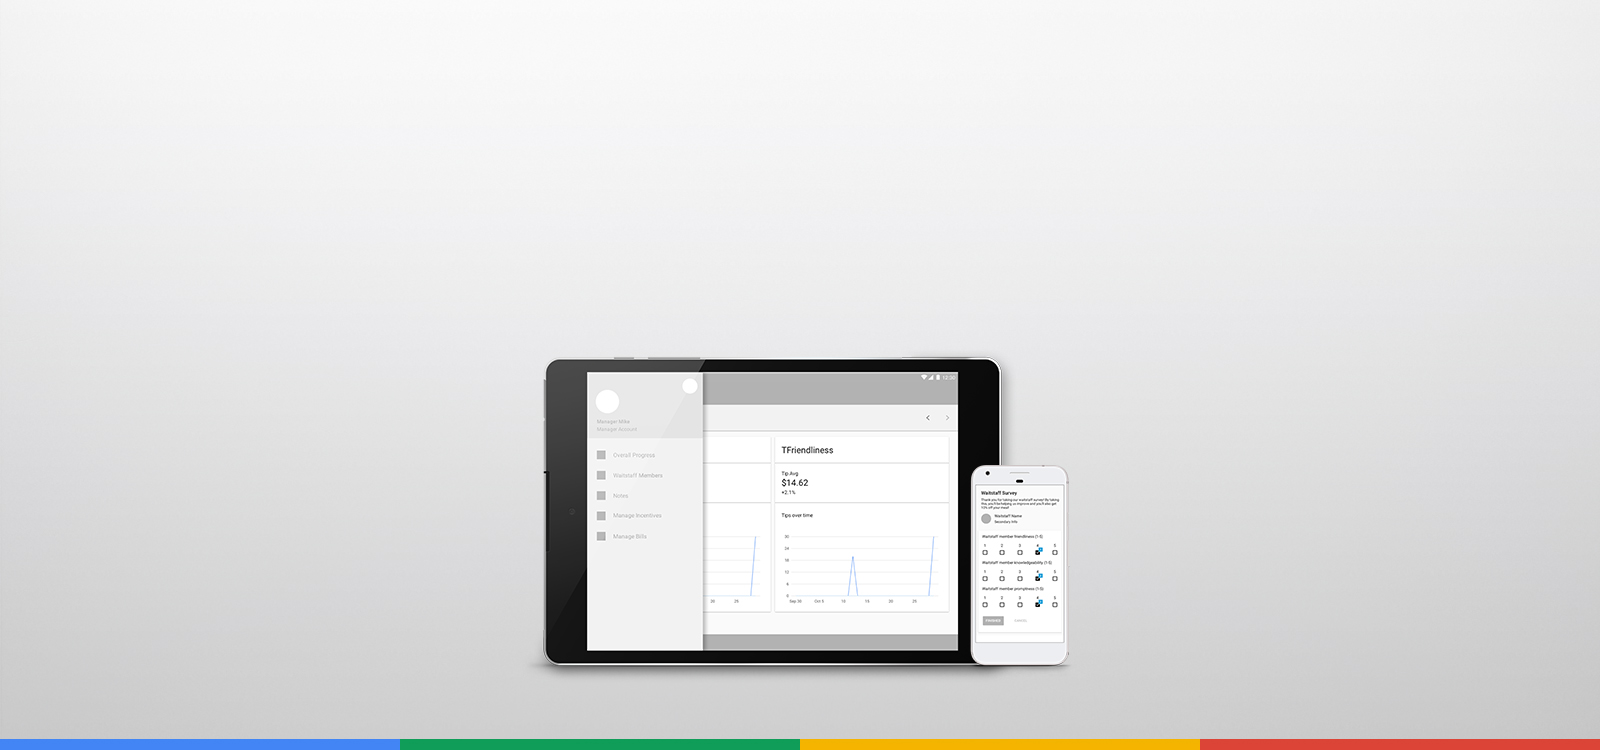 12:30
Manager Mike
Manager Account
Overall Progress
Waitstaff Members
Notes
Manage Incentives
Manage Bills
20 25
TFriendliness
Tip Avg
$14.62
+2.1%
Tips over time
30
24
18
12
6
0
Sep 30 Oct 5 10 15 20 25
Waitstaff Survey
Thank you for taking our waitstaff survey! By taking
this you'll be helping us improve and you'll also get
10% off your meal!
Waitstaff Name
Secondary Info
Waitstaff member friendliness (1-5)
1 2 3 4 5
Waitstaff member knowledgeability (1-5)
1 2 3 4 5
Waitstaff member promptness (1-5)
1 2 3 4 5